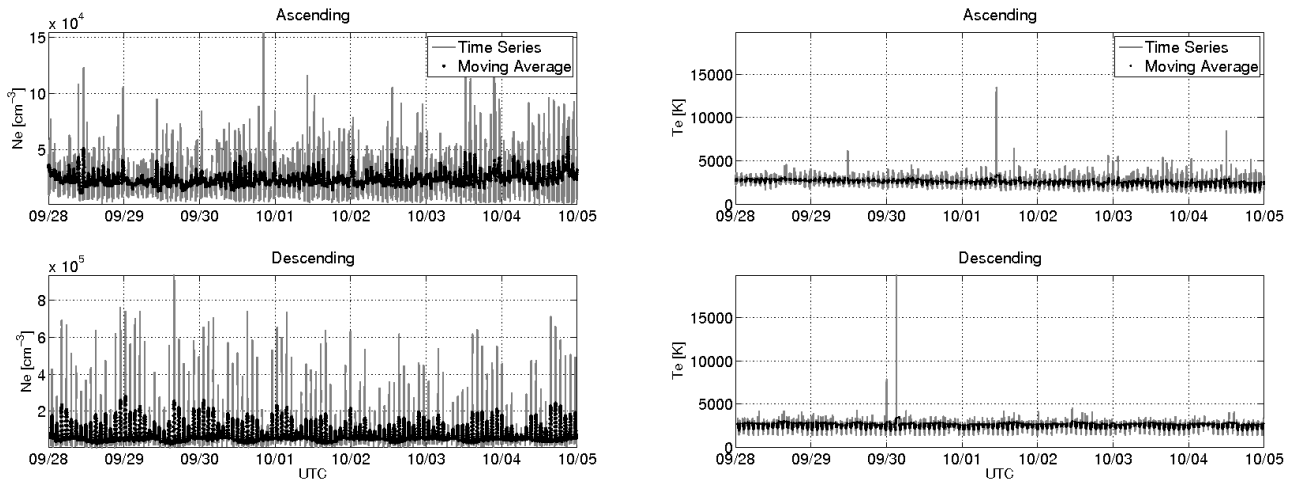 Ascending
x 10⁴
15
10
5
Ne [cm⁻³]
Time Series
Moving Average
09/28 09/29 09/30 10/01 10/02 10/03 10/04 10/05
Ascending
15000
10000
5000
0
Te [K]
Time Series
Moving Average
09/28 09/29 09/30 10/01 10/02 10/03 10/04 10/05
Descending
x 10⁵
8
6
4
2
Ne [cm⁻³]
09/28 09/29 09/30 10/01 10/02 10/03 10/04 10/05
UTC
Descending
15000
10000
5000
0
Te [K]
09/28 09/29 09/30 10/01 10/02 10/03 10/04 10/05
UTC